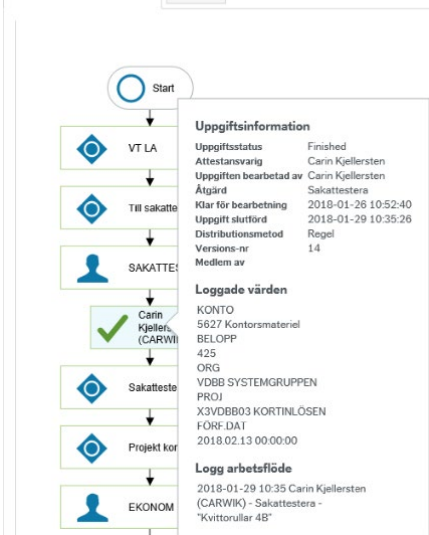 Start
VT LA
Till sakatte
SAKATTES
Carin
Kjellers
(CARWI
Sakatteste
Projekt kor
EKONOM
Uppgiftsinformation
Uppgiftsstatus Finished
Attestansvarig Carin Kjellersten
Uppgiften bearbetad av Carin Kjellersten
Åtgärd Sakattestera
Klar för bearbetning 2018-01-26 10:52:40
Uppgift slutförd 2018-01-29 10:35:26
Distributionsmetod Regel
Versions-nr 14
Medlem av
Loggade värden
KONTO
5627 Kontorsmateriel
BELOPP
425
ORG
VDBB SYSTEMGRUPPEN
PROJ
X3VDBB03 KORTINLÖSEN
FÖRF.DAT
2018.02.13 00:00:00
Logg arbetsflöde
2018-01-29 10:35 Carin Kjellersten
(CARWIK) - Sakattestera -
"Kvittorullar 4B"